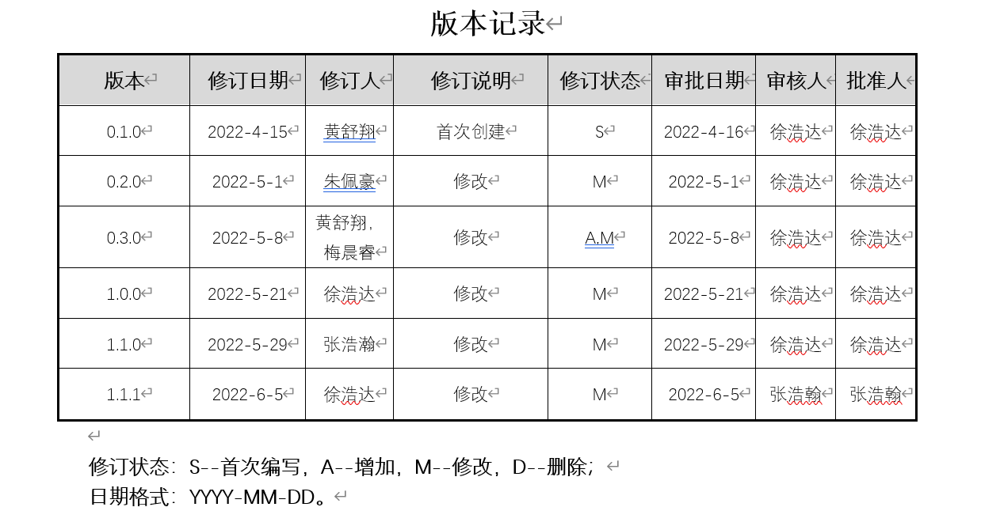 版本记录
版本 修订日期 修订人 修订说明 修订状态 审批日期 审核人 批准人
0.1.0 2022-4-15 黄舒翔 首次创建 S 2022-4-16 徐浩达 徐浩达
0.2.0 2022-5-1 朱佩豪 修改 M 2022-5-1 徐浩达 徐浩达
0.3.0 2022-5-8 黄舒翔,梅晨睿 修改 A,M 2022-5-8 徐浩达 徐浩达
1.0.0 2022-5-21 徐浩达 修改 M 2022-5-21 徐浩达 徐浩达
1.1.0 2022-5-29 张浩瀚 修改 M 2022-5-29 徐浩达 徐浩达
1.1.1 2022-6-5 徐浩达 修改 M 2022-6-5 张浩翰 张浩翰
修订状态：S--首次编写，A--增加，M--修改，D--删除；
日期格式：YYYY-MM-DD。